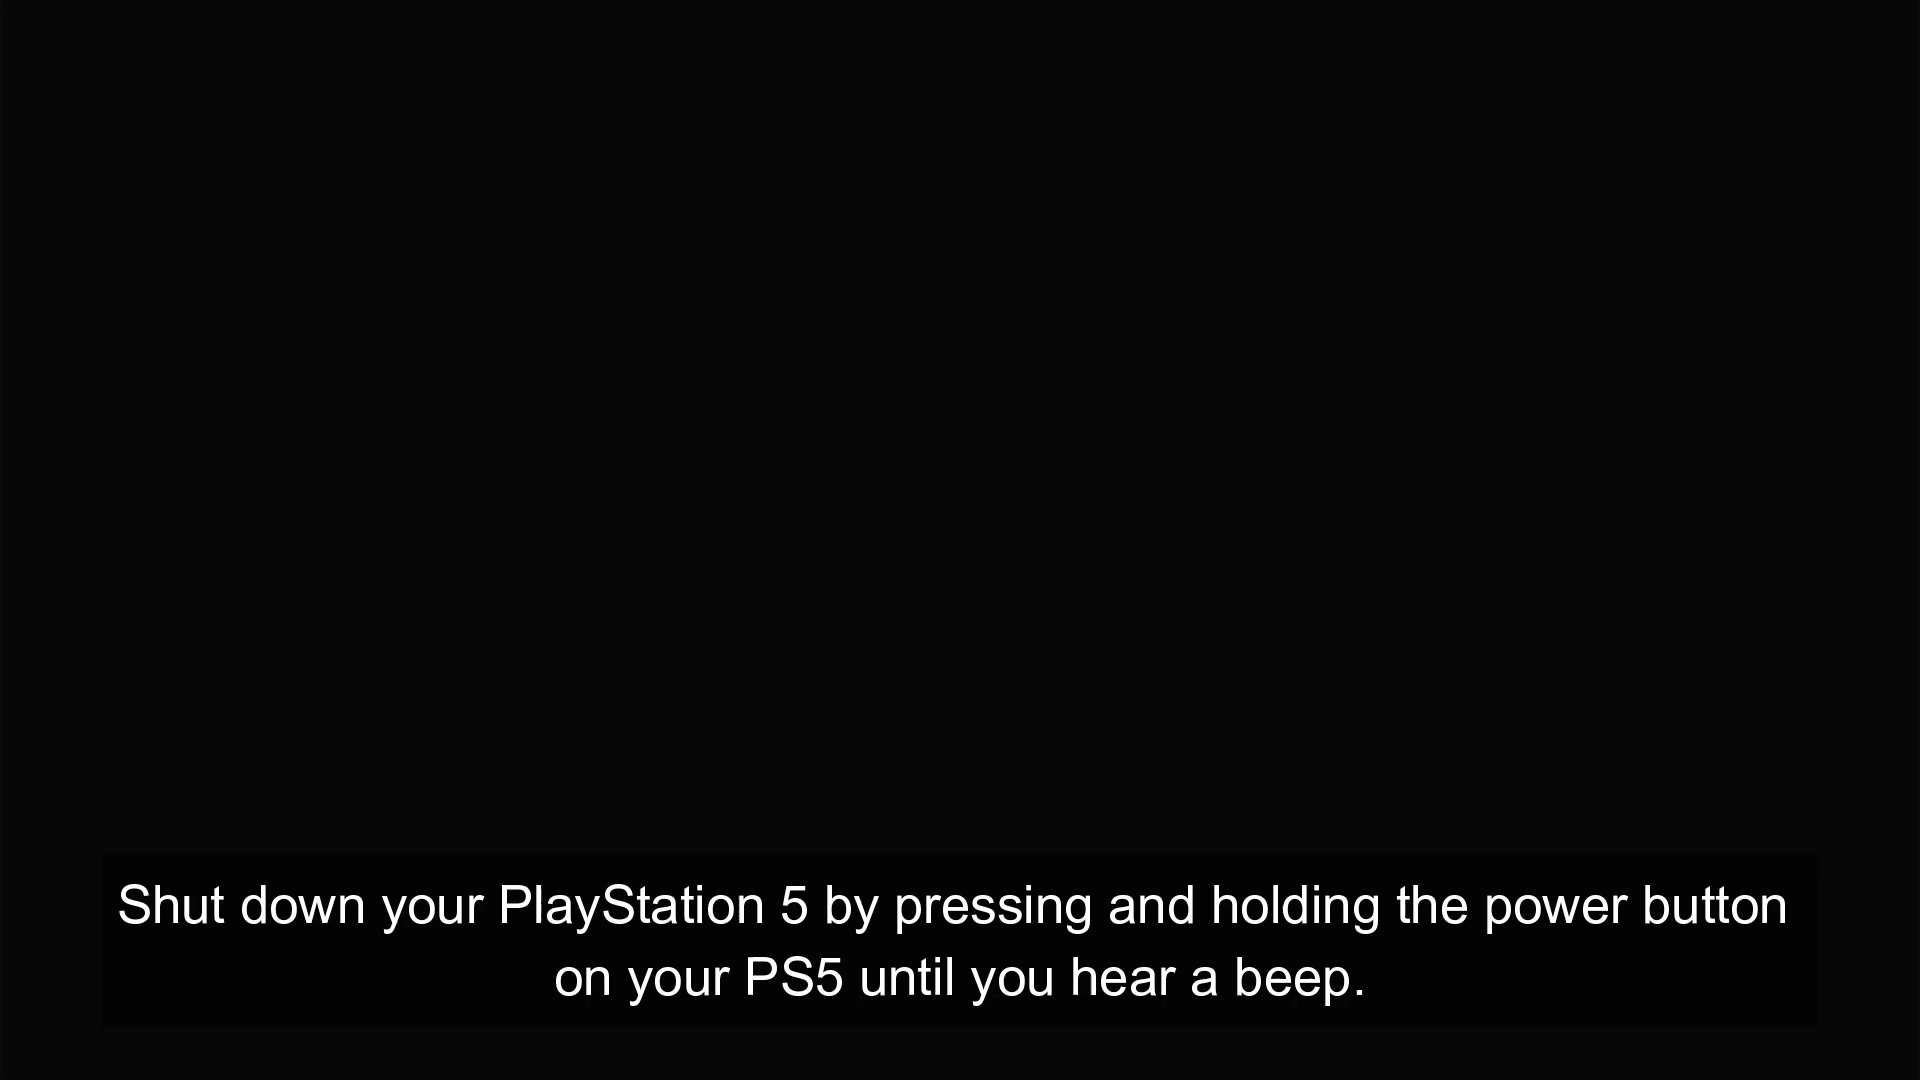 Shut down your PlayStation 5 by pressing and holding the power button
on your PS5 until you hear a beep.